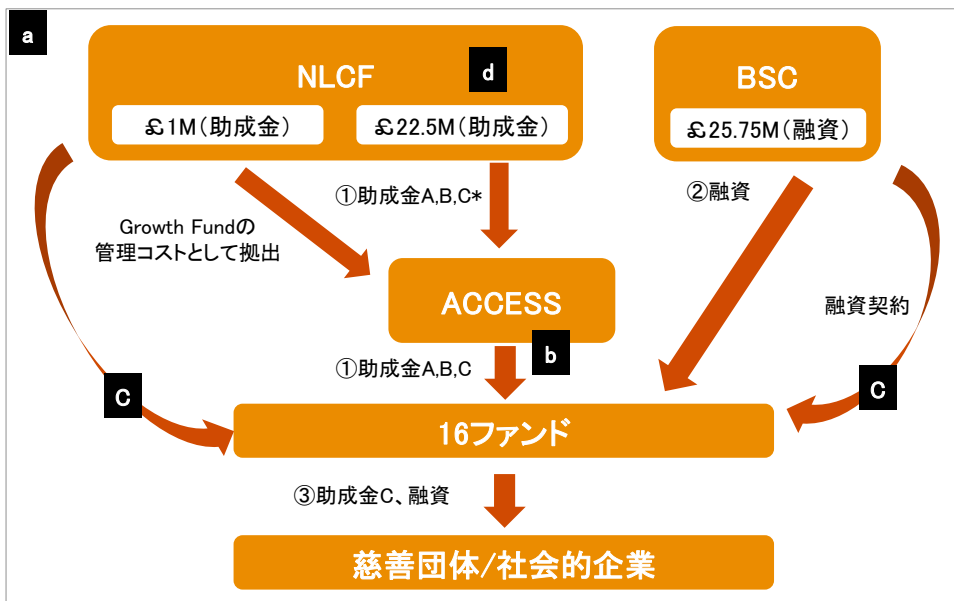 a
NLCF
d
£1M(助成金)
£22.5M(助成金)
BSC
£25.75M(融資)
①助成金A,B,C*
②融資
Growth Fundの
管理コストとして拠出
ACCESS
融資契約
b
①助成金A,B,C
C
C
16ファンド
③助成金C、融資
慈善団体/社会的企業